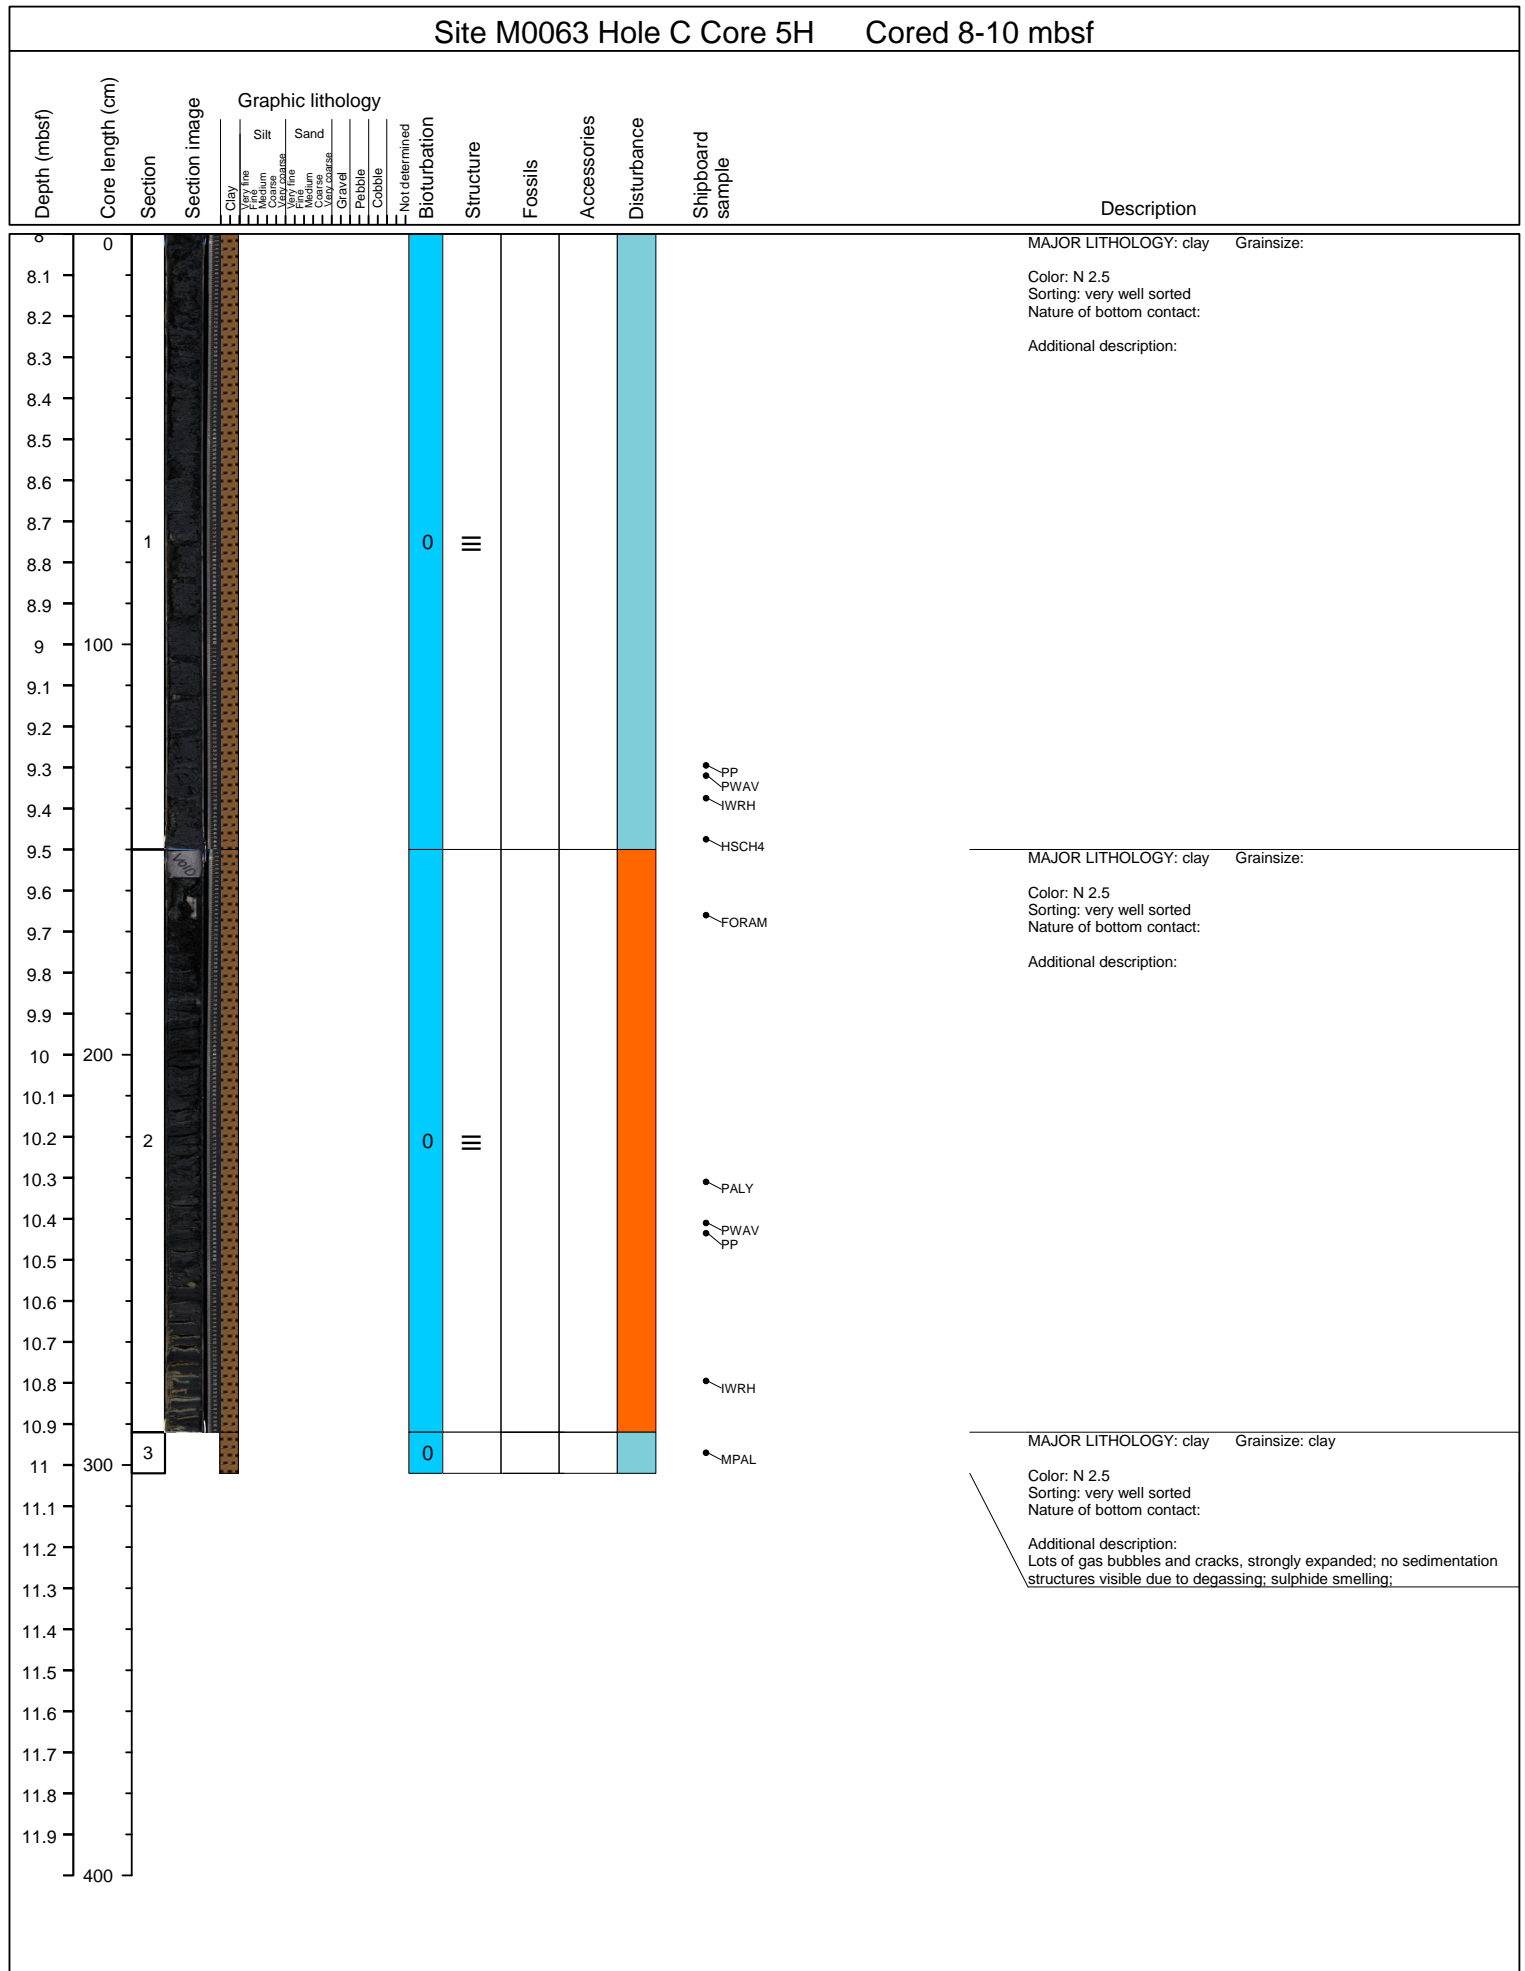 Site M0063 Hole C Core 5H Cored 8-10 mbsf
Depth (mbsf)
Core length (cm)
Section
Section image
Graphic lithology
Clay
Silt
Very fine
Fine
Medium
Coarse
Very coarse
Sand
Very fine
Fine
Medium
Coarse
Very coarse
Gravel
Pebble
Cobble
Not determined
Bioturbation
Structure
Fossils
Accessories
Disturbance
Shipboard
sample
Description
8
8.1
8.2
8.3
8.4
8.5
8.6
8.7
8.8
8.9
9
9.1
9.2
9.3
9.4
9.5
9.6
9.7
9.8
9.9
10
10.1
10.2
10.3
10.4
10.5
10.6
10.7
10.8
10.9
11
11.1
11.2
11.3
11.4
11.5
11.6
11.7
11.8
11.9
0
100
200
300
400
1
2
3
0
0
0
PP
PWAV
IWRH
HSCH4
FORAM
PALY
PWAV
PP
IWRH
MPAL
MAJOR LITHOLOGY: clay Grainsize:
Color: N 2.5
Sorting: very well sorted
Nature of bottom contact:
Additional description:
MAJOR LITHOLOGY: clay Grainsize:
Color: N 2.5
Sorting: very well sorted
Nature of bottom contact:
Additional description:
MAJOR LITHOLOGY: clay Grainsize: clay
Color: N 2.5
Sorting: very well sorted
Nature of bottom contact:
Additional description:
Lots of gas bubbles and cracks, strongly expanded; no sedimentation
structures visible due to degassing; sulphide smelling;